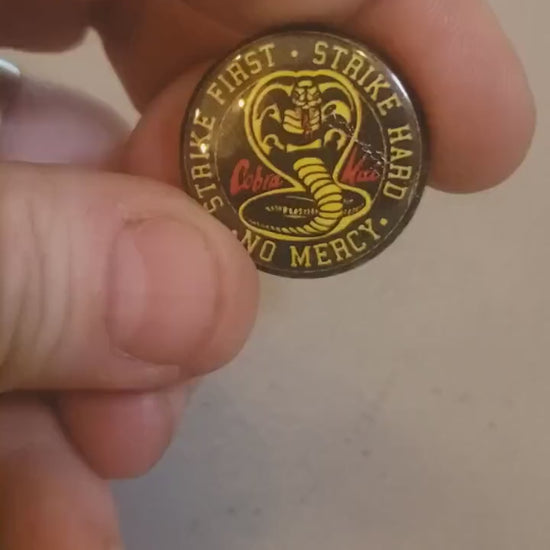 STRIKE FIRST • STRIKE HARD
• NO MERCY •
Cobra Kai